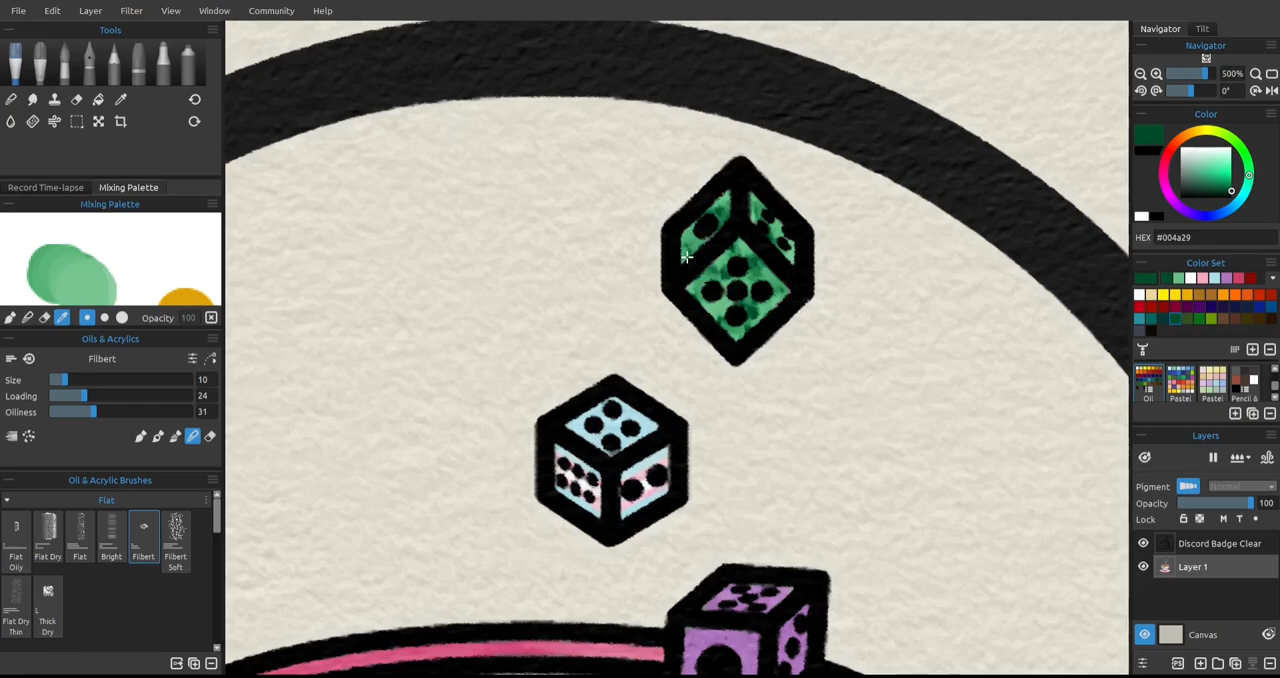 File Edit Layer Filter View Window Community Help
Tools
Record Time-lapse Mixing Palette
Mixing Palette
Opacity 100
Oils & Acrylics
Filbert
Size 10
Loading 24
Oiliness 31
Oil & Acrylic Brushes
Flat
Flat Oily Flat Dry Flat Bright Filbert Filbert Soft
Flat Dry Thin Thick Dry
Navigator Tilt
Navigator
500%
0°
Color
HEX #004a29
Color Set
Oil Pastel Pastel Pencil &
Layers
Pigment Normal
Opacity 100
Lock M T
Discord Badge Clear
Layer 1
Canvas
PS